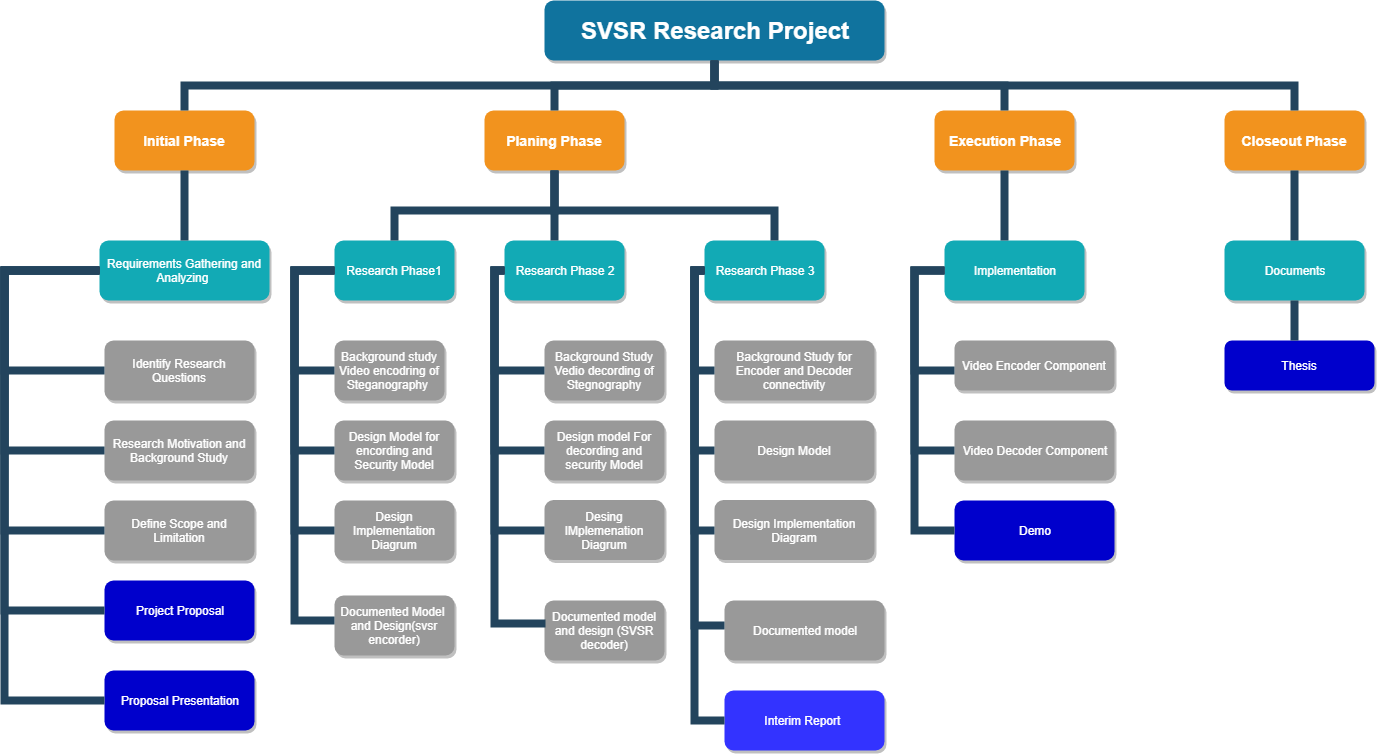 SVSR Research Project
Initial Phase
Planing Phase
Execution Phase
Closeout Phase
Requirements Gathering and
Analyzing
Research Phase1
Research Phase 2
Research Phase 3
Implementation
Documents
Identify Research
Questions
Research Motivation and
Background Study
Define Scope and
Limitation
Project Proposal
Proposal Presentation
Background study
Video encodring of
Steganography
Design Model for
encording and
Security Model
Design
Implementation
Diagrum
Documented Model
and Design(svsr
encorder)
Background Study
Vedio decording of
Stegnography
Design model For
decording and
security Model
Desing
IMplemenation
Diagrum
Documented model
and design (SVSR
decoder)
Background Study for
Encoder and Decoder
connectivity
Design Model
Design Implementation
Diagram
Documented model
Interim Report
Video Encoder Component
Video Decoder Component
Demo
Thesis